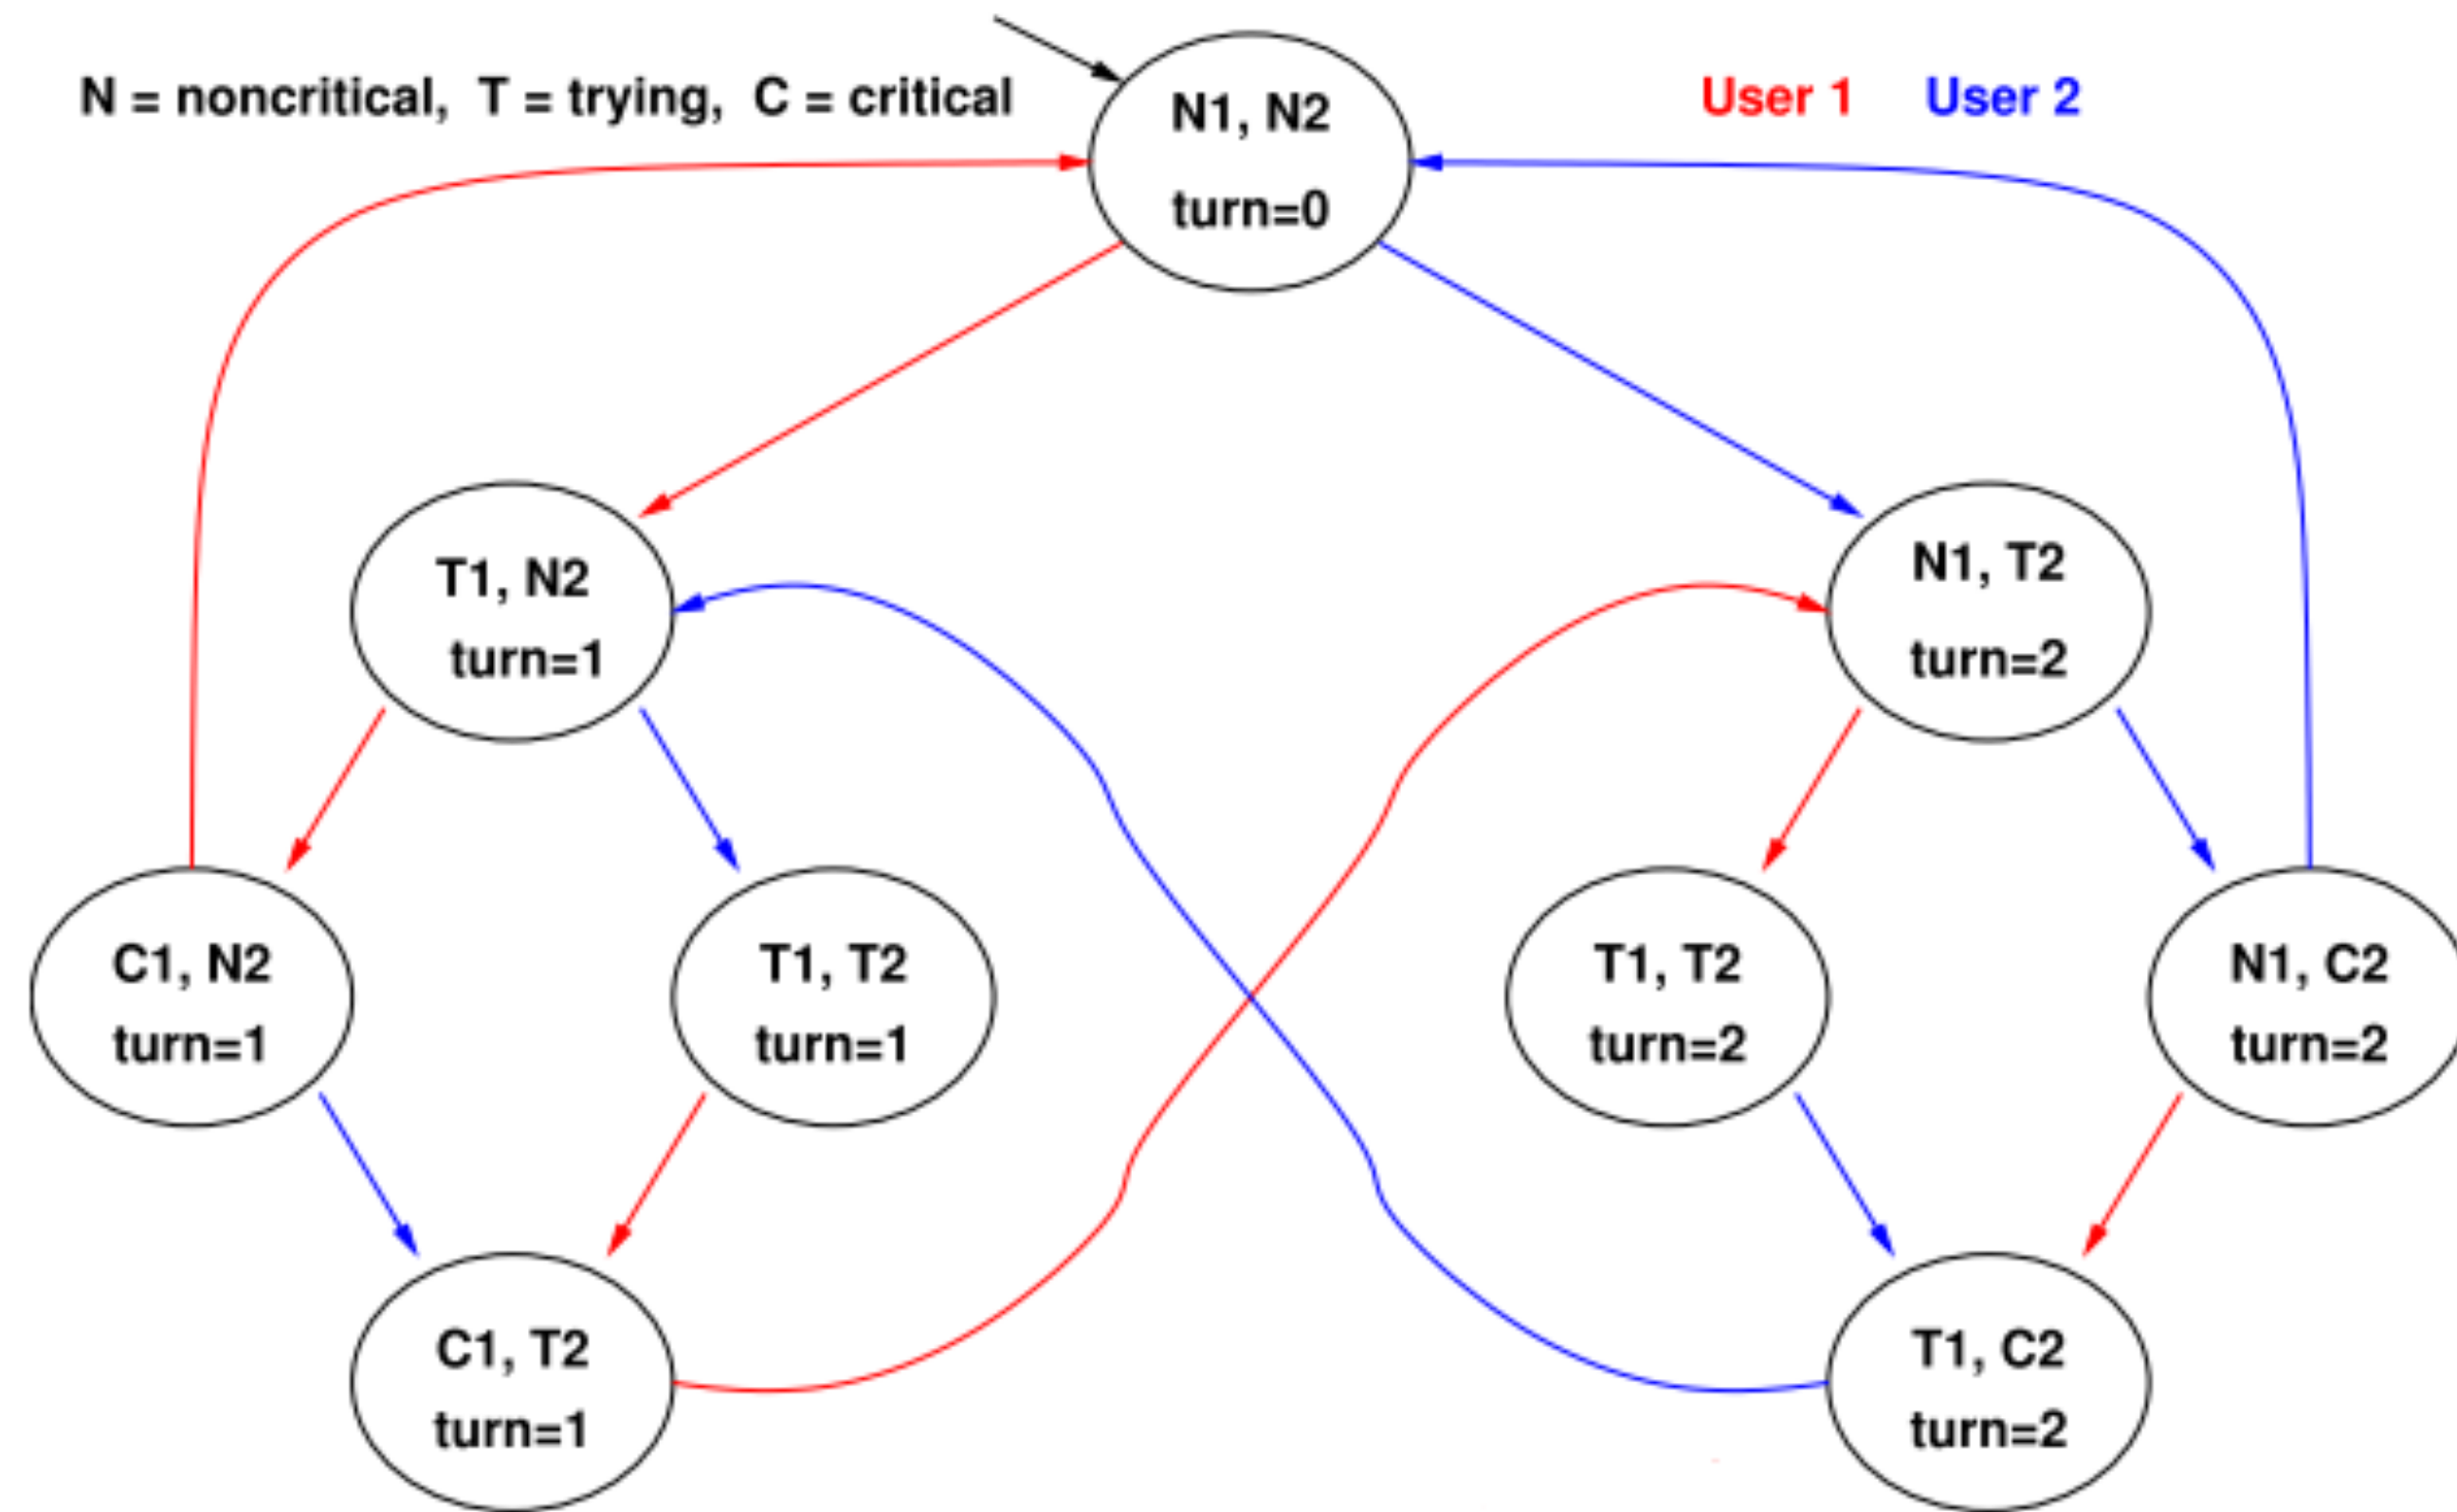 N = noncritical, T = trying, C = critical
User 1 User 2
N1, N2
turn=0
T1, N2
turn=1
N1, T2
turn=2
C1, N2
turn=1
T1, T2
turn=1
T1, T2
turn=2
N1, C2
turn=2
C1, T2
turn=1
T1, C2
turn=2